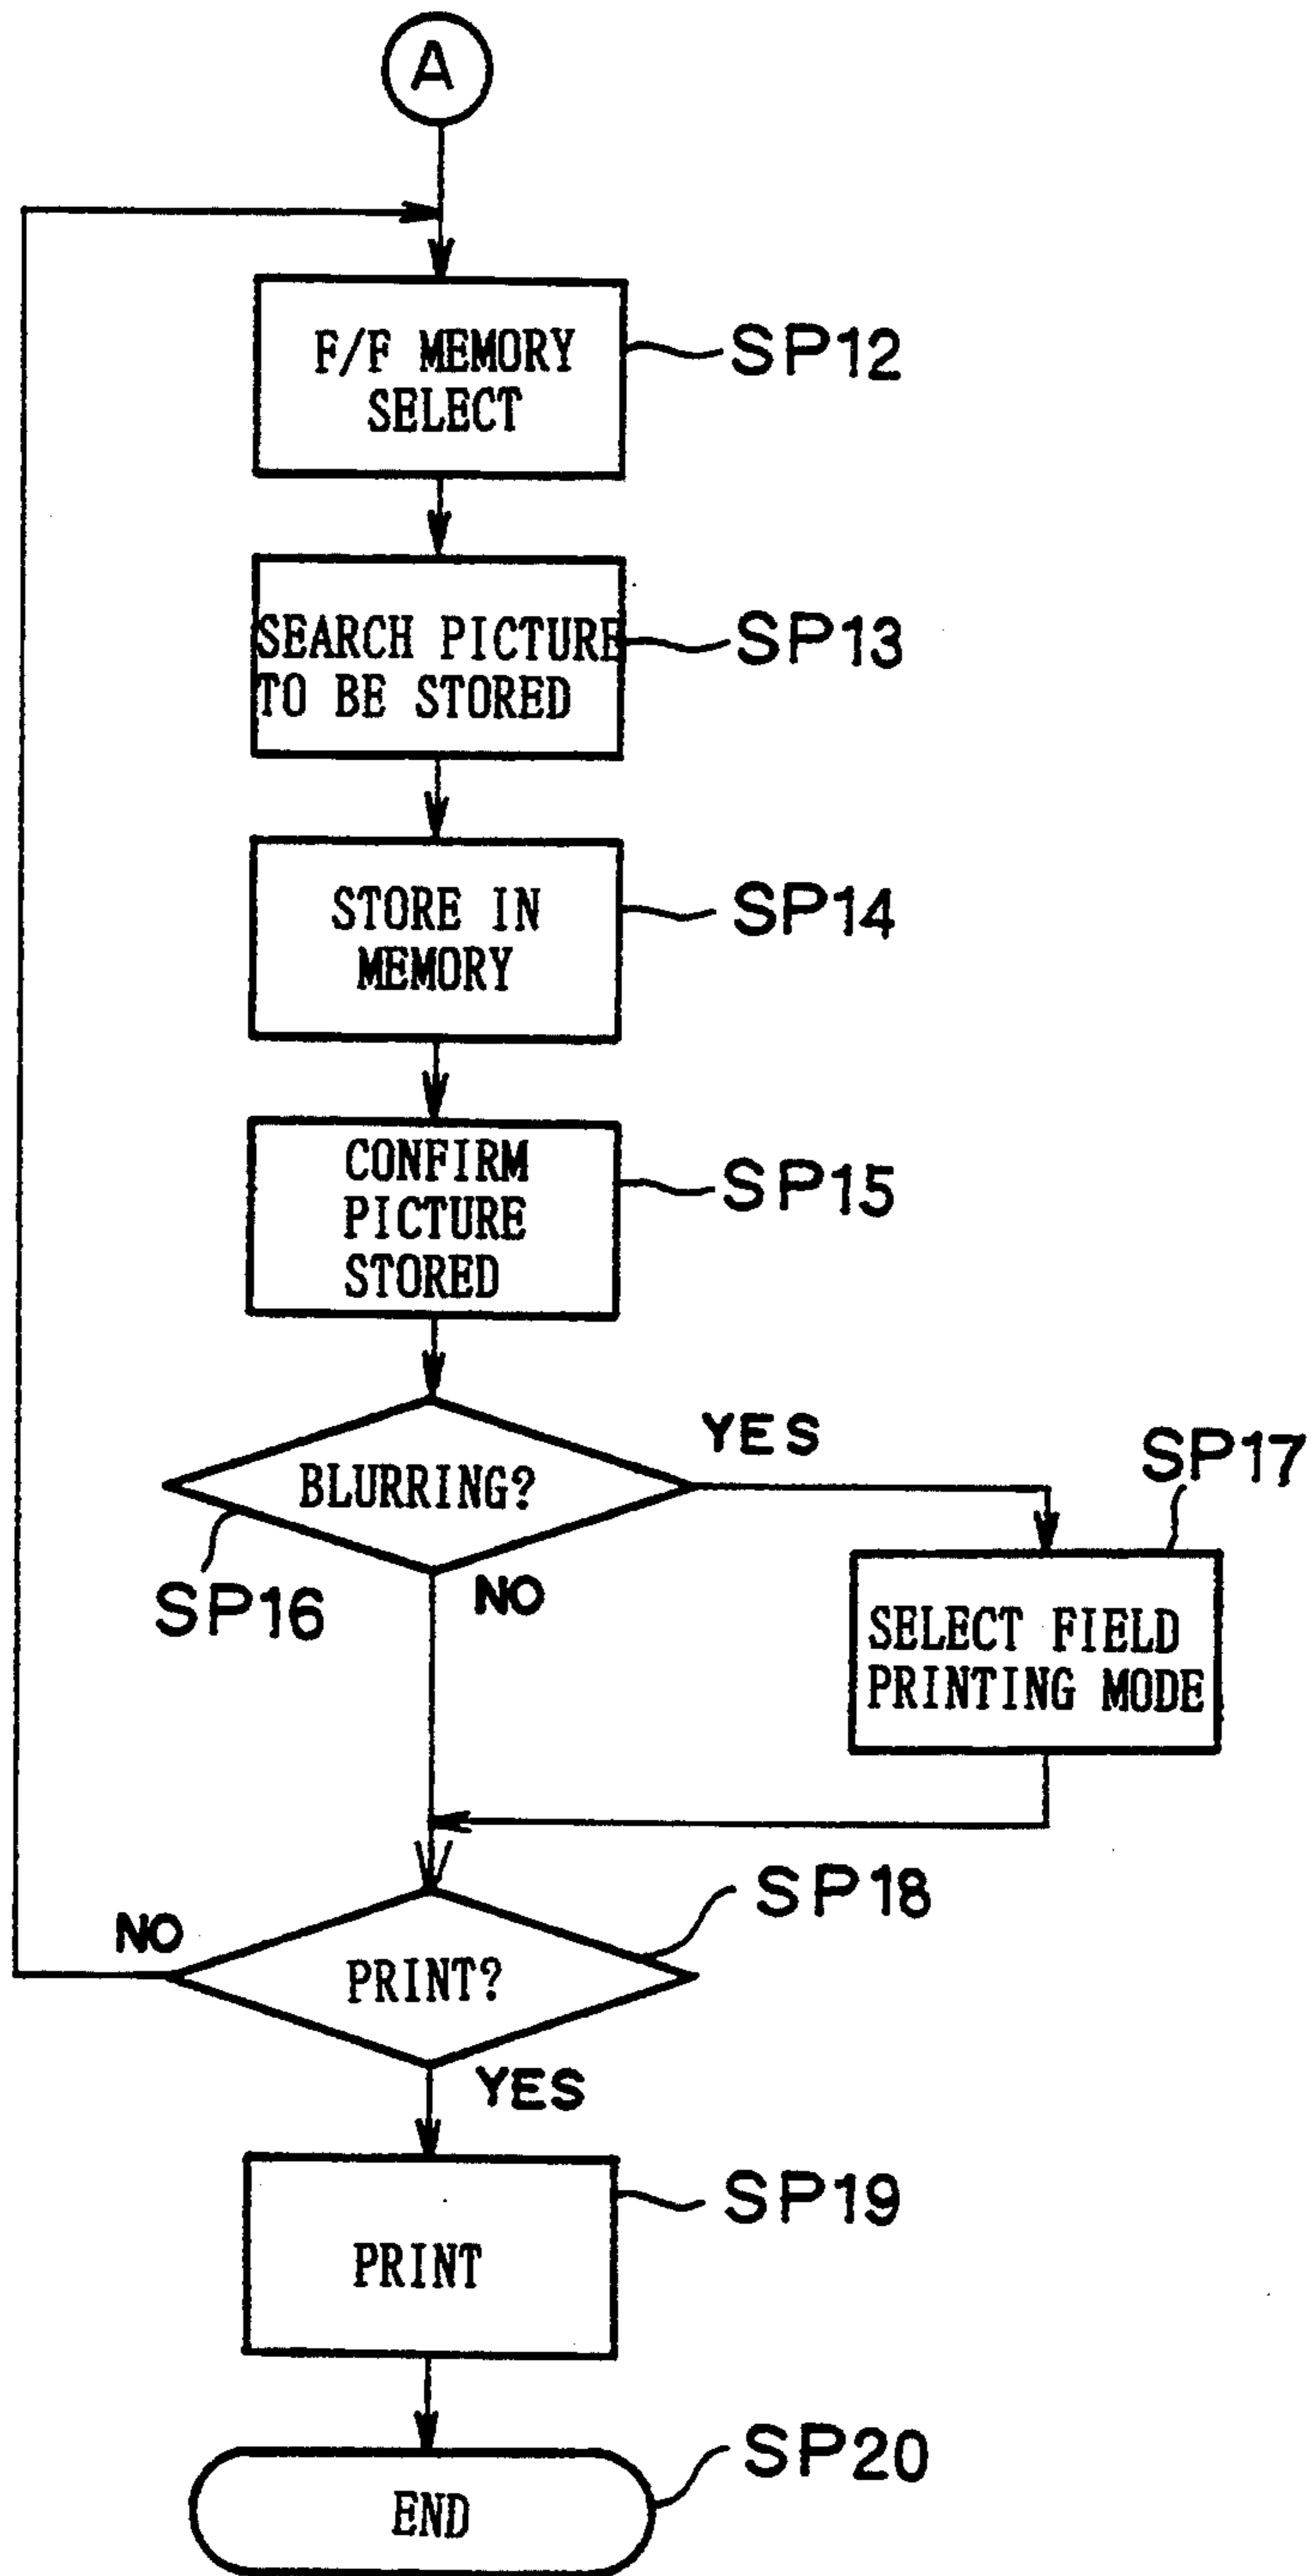 A
F/F MEMORY
SELECT
SP12
SEARCH PICTURE
TO BE STORED
SP13
STORE IN
MEMORY
SP14
CONFIRM
PICTURE
STORED
SP15
BLURRING?
YES
SP16
NO
SP17
SELECT FIELD
PRINTING MODE
SP18
NO
PRINT?
YES
SP19
PRINT
SP20
END